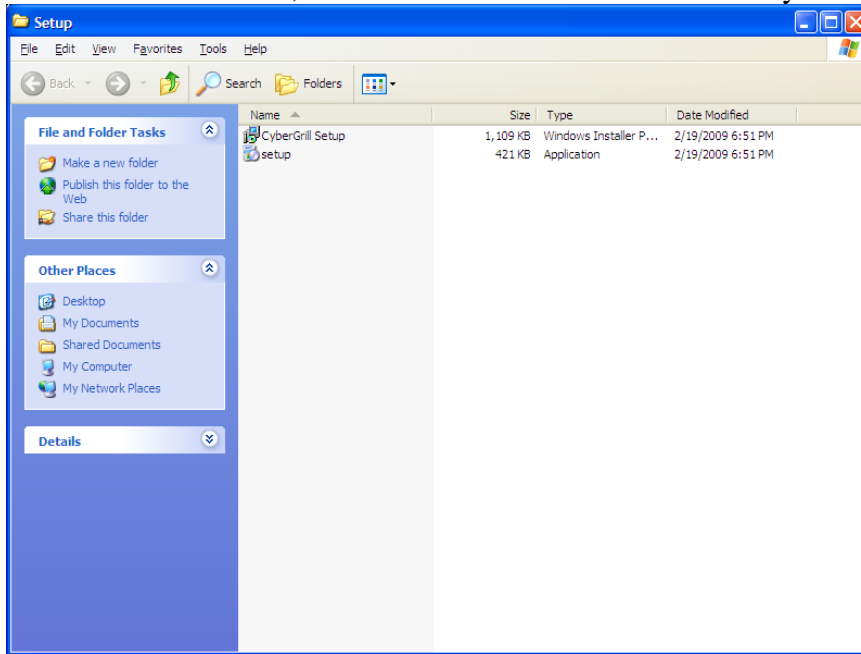 Setup
File Edit View Favorites Tools Help
Back Search Folders
Name Size Type Date Modified
CyberGrill Setup 1,109 KB Windows Installer P... 2/19/2009 6:51 PM
setup 421 KB Application 2/19/2009 6:51 PM
File and Folder Tasks
Make a new folder
Publish this folder to the
Web
Share this folder
Other Places
Desktop
My Documents
Shared Documents
My Computer
My Network Places
Details